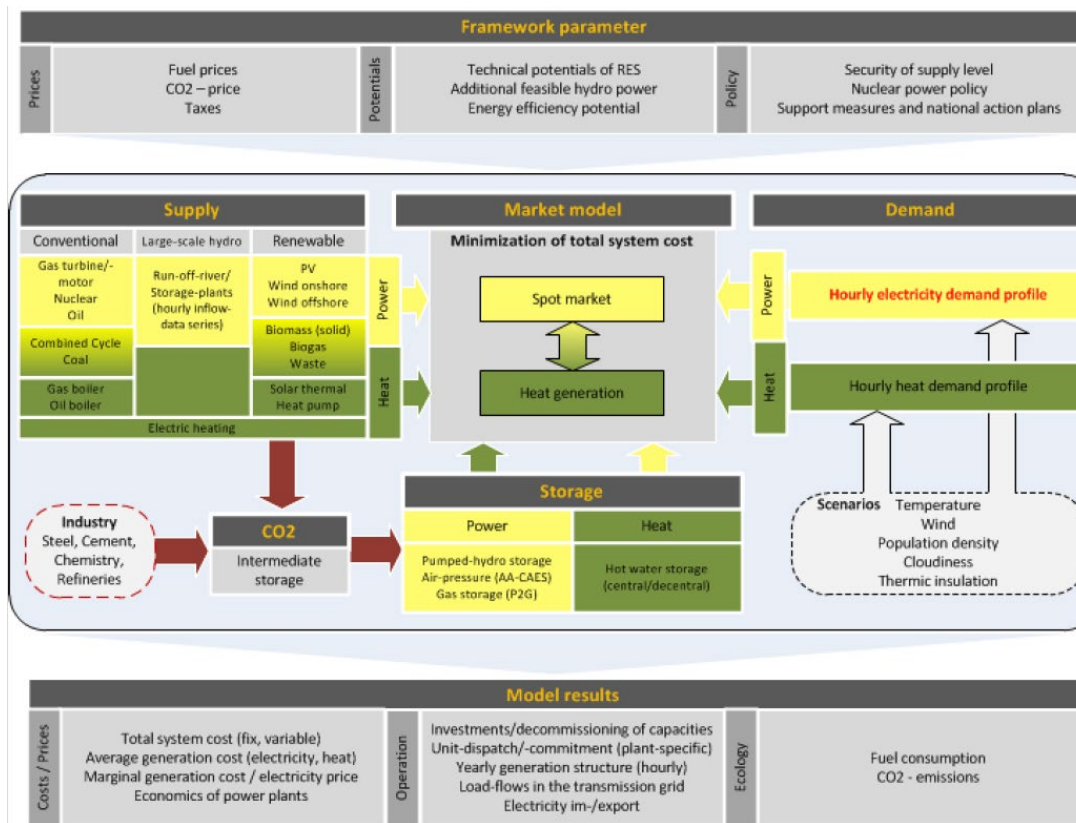 Framework parameter
Prices
Fuel prices
CO2 – price
Taxes
Potentials
Technical potentials of RES
Additional feasible hydro power
Energy efficiency potential
Policy
Security of supply level
Nuclear power policy
Support measures and national action plans
Supply
Conventional
Large-scale hydro
Renewable
Gas turbine/-
motor
Nuclear
Oil
Run-off-river/
Storage-plants
(hourly inflow-
data series)
PV
Wind onshore
Wind offshore
Combined Cycle
Coal
Biomass (solid)
Biogas
Waste
Gas boiler
Oil boiler
Solar thermal
Heat pump
Electric heating
Power
Heat
Market model
Minimization of total system cost
Spot market
Heat generation
Demand
Power
Heat
Hourly electricity demand profile
Hourly heat demand profile
Scenarios
Temperature
Wind
Population density
Cloudiness
Thermic insulation
Industry
Steel, Cement,
Chemistry,
Refineries
CO2
Intermediate
storage
Storage
Power
Heat
Pumped-hydro storage
Air-pressure (AA-CAES)
Gas storage (P2G)
Hot water storage
(central/decentral)
Model results
Costs / Prices
Total system cost (fix, variable)
Average generation cost (electricity, heat)
Marginal generation cost / electricity price
Economics of power plants
Operation
Investments/decommissioning of capacities
Unit-dispatch/-commitment (plant-specific)
Yearly generation structure (hourly)
Load-flows in the transmission grid
Electricity im-/export
Ecology
Fuel consumption
CO2 - emissions